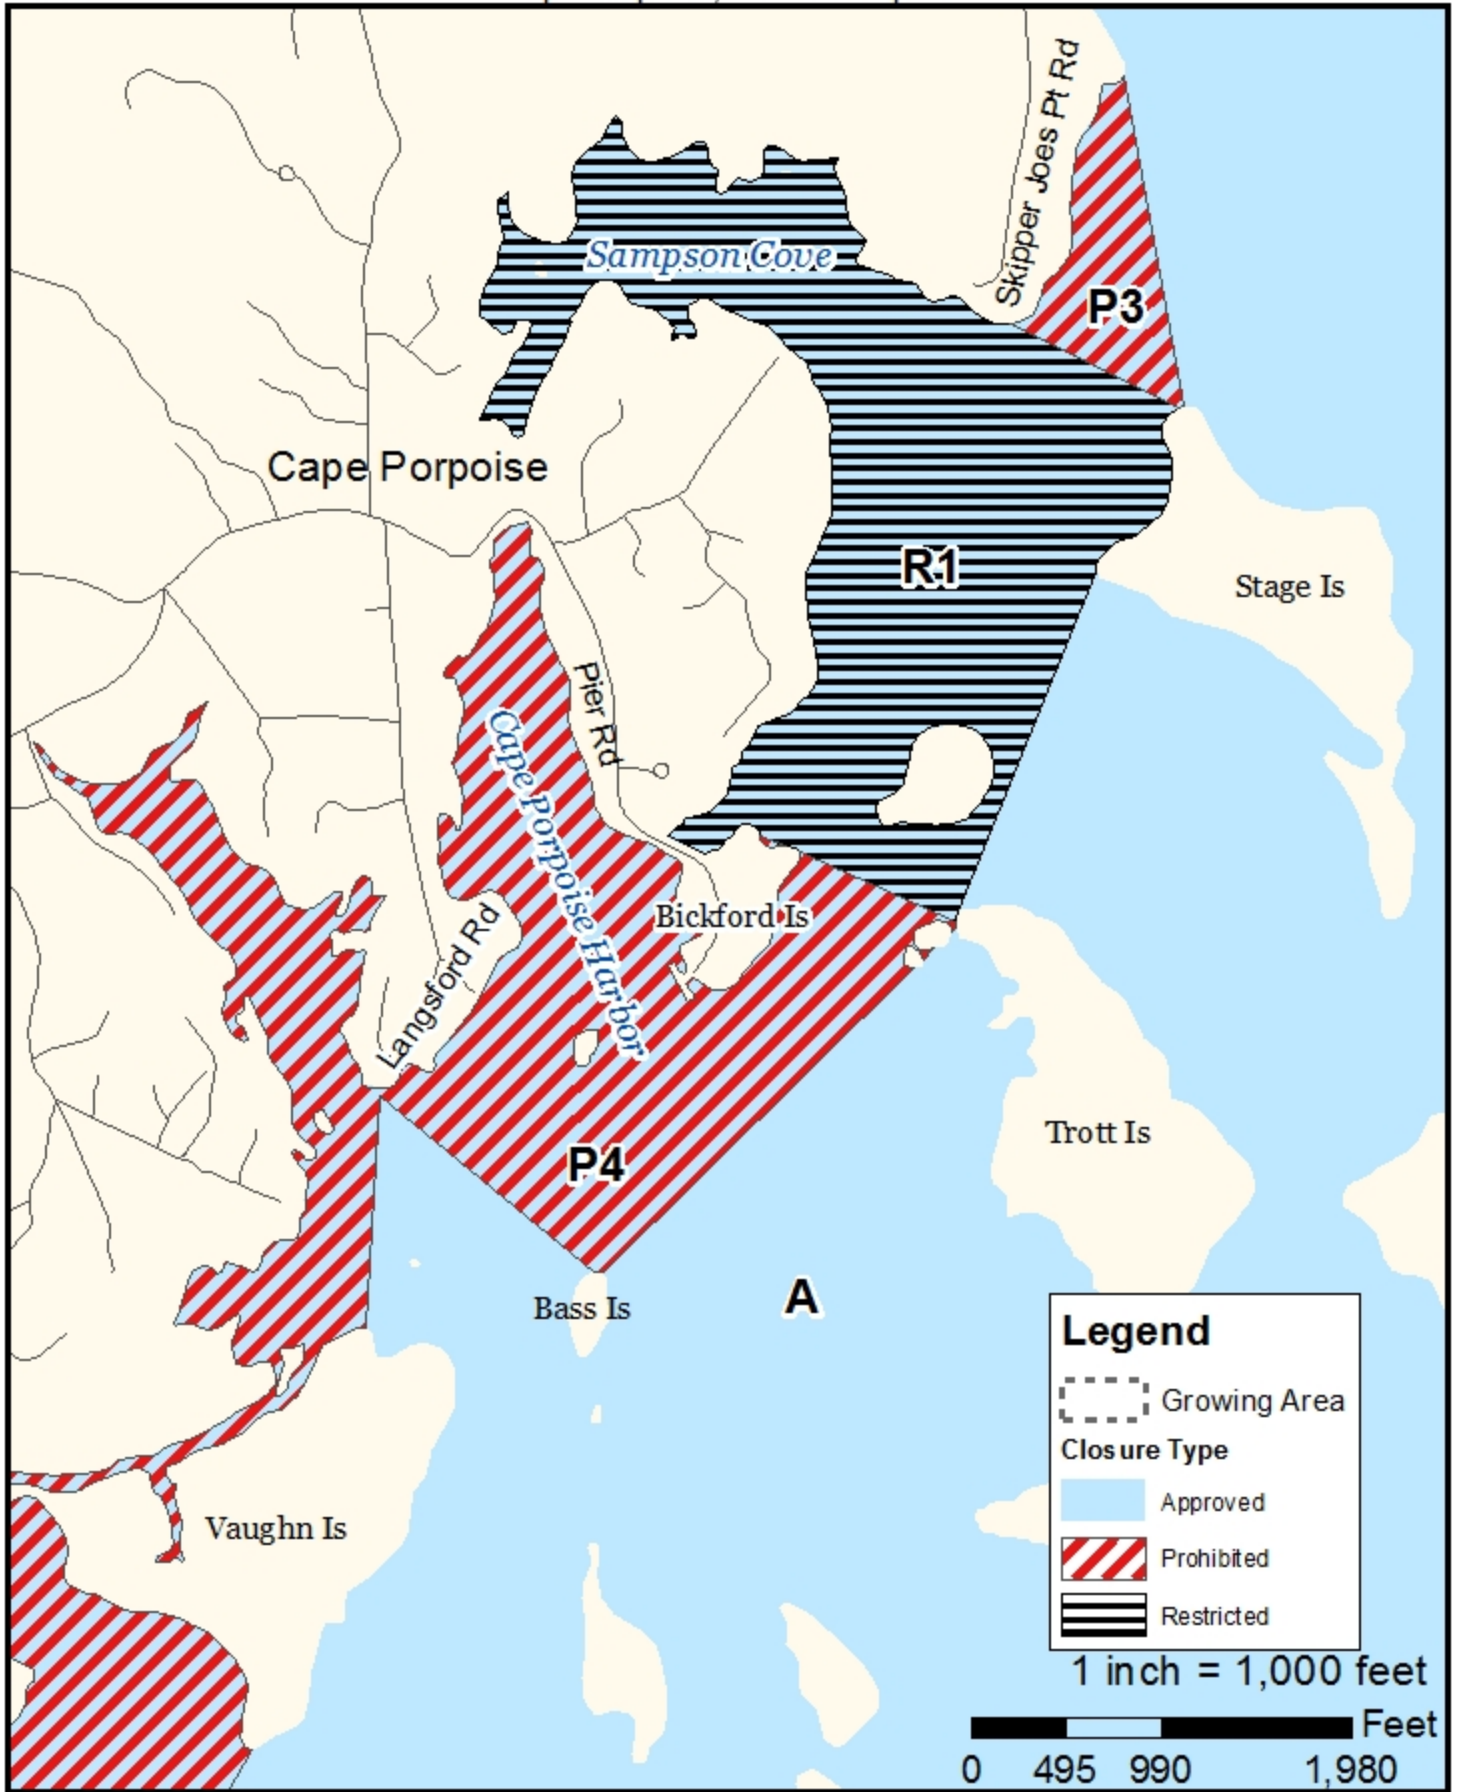 Skipper Joes Pt Rd
Sampson Cove
P3
Cape Porpoise
R1
Stage Is
Pier Rd
Cape Porpoise Harbor
Bickford Is
Langsford Rd
Trott Is
P4
Bass Is
A
Vaughn Is
Legend
Growing Area
Closure Type
Approved
Prohibited
Restricted
1 inch = 1,000 feet
Feet
0 495 990 1,980